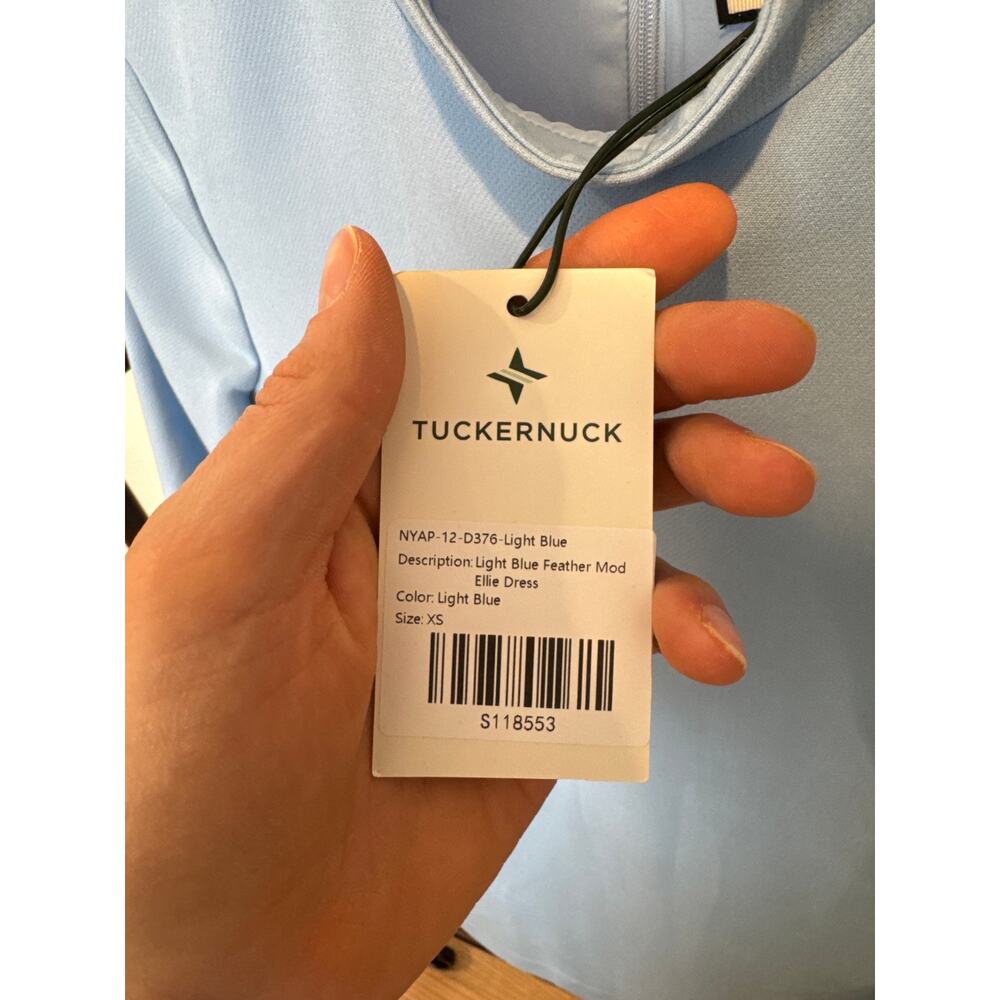 TUCKERNUCK
NYAP-12-D376-Light Blue
Description: Light Blue Feather Mod
Ellie Dress
Color: Light Blue
Size: XS
S118553